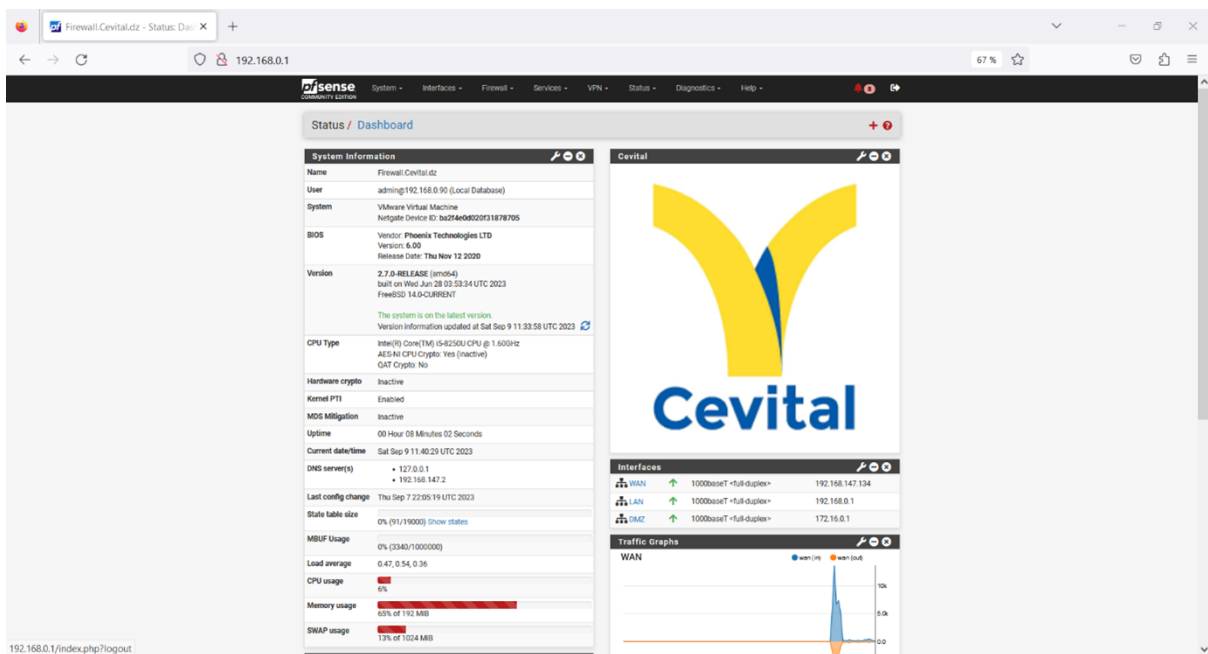 Firewall.Cevital.dz - Status: Das
192.168.0.1
67 %
pfsense
COMMUNITY EDITION
System
Interfaces
Firewall
Services
VPN
Status
Diagnostics
Help
Status / Dashboard
System Information
Name Firewall.Cevital.dz
User admin@192.168.0.90 (Local Database)
System VMware Virtual Machine
Netgate Device ID: ba2f4e0d020f31878705
BIOS Vendor: Phoenix Technologies LTD
Version: 6.00
Release Date: Thu Nov 12 2020
Version 2.7.0-RELEASE (amd64)
built on Wed Jun 28 03:53:34 UTC 2023
FreeBSD 14.0-CURRENT
The system is on the latest version.
Version information updated at Sat Sep 9 11:33:58 UTC 2023
CPU Type Intel(R) Core(TM) i5-8250U CPU @ 1.60GHz
AES-NI CPU Crypto: Yes (inactive)
QAT Crypto: No
Hardware crypto Inactive
Kernel PTI Enabled
MDS Mitigation Inactive
Uptime 00 Hour 08 Minutes 02 Seconds
Current date/time Sat Sep 9 11:40:29 UTC 2023
DNS server(s) • 127.0.0.1
• 192.168.147.2
Last config change Thu Sep 7 22:05:19 UTC 2023
State table size
0% (91/19000) Show states
MBUF Usage
0% (3340/1000000)
Load average 0.47, 0.54, 0.36
CPU usage
6%
Memory usage
65% of 192 MiB
SWAP usage
13% of 1024 MiB
Cevital
Cevital
Interfaces
WAN 1000baseT <full-duplex> 192.168.147.134
LAN 1000baseT <full-duplex> 192.168.0.1
DMZ 1000baseT <full-duplex> 172.16.0.1
Traffic Graphs
WAN
wan (in) wan (out)
10k
5.0k
0.0
192.168.0.1/index.php?logout